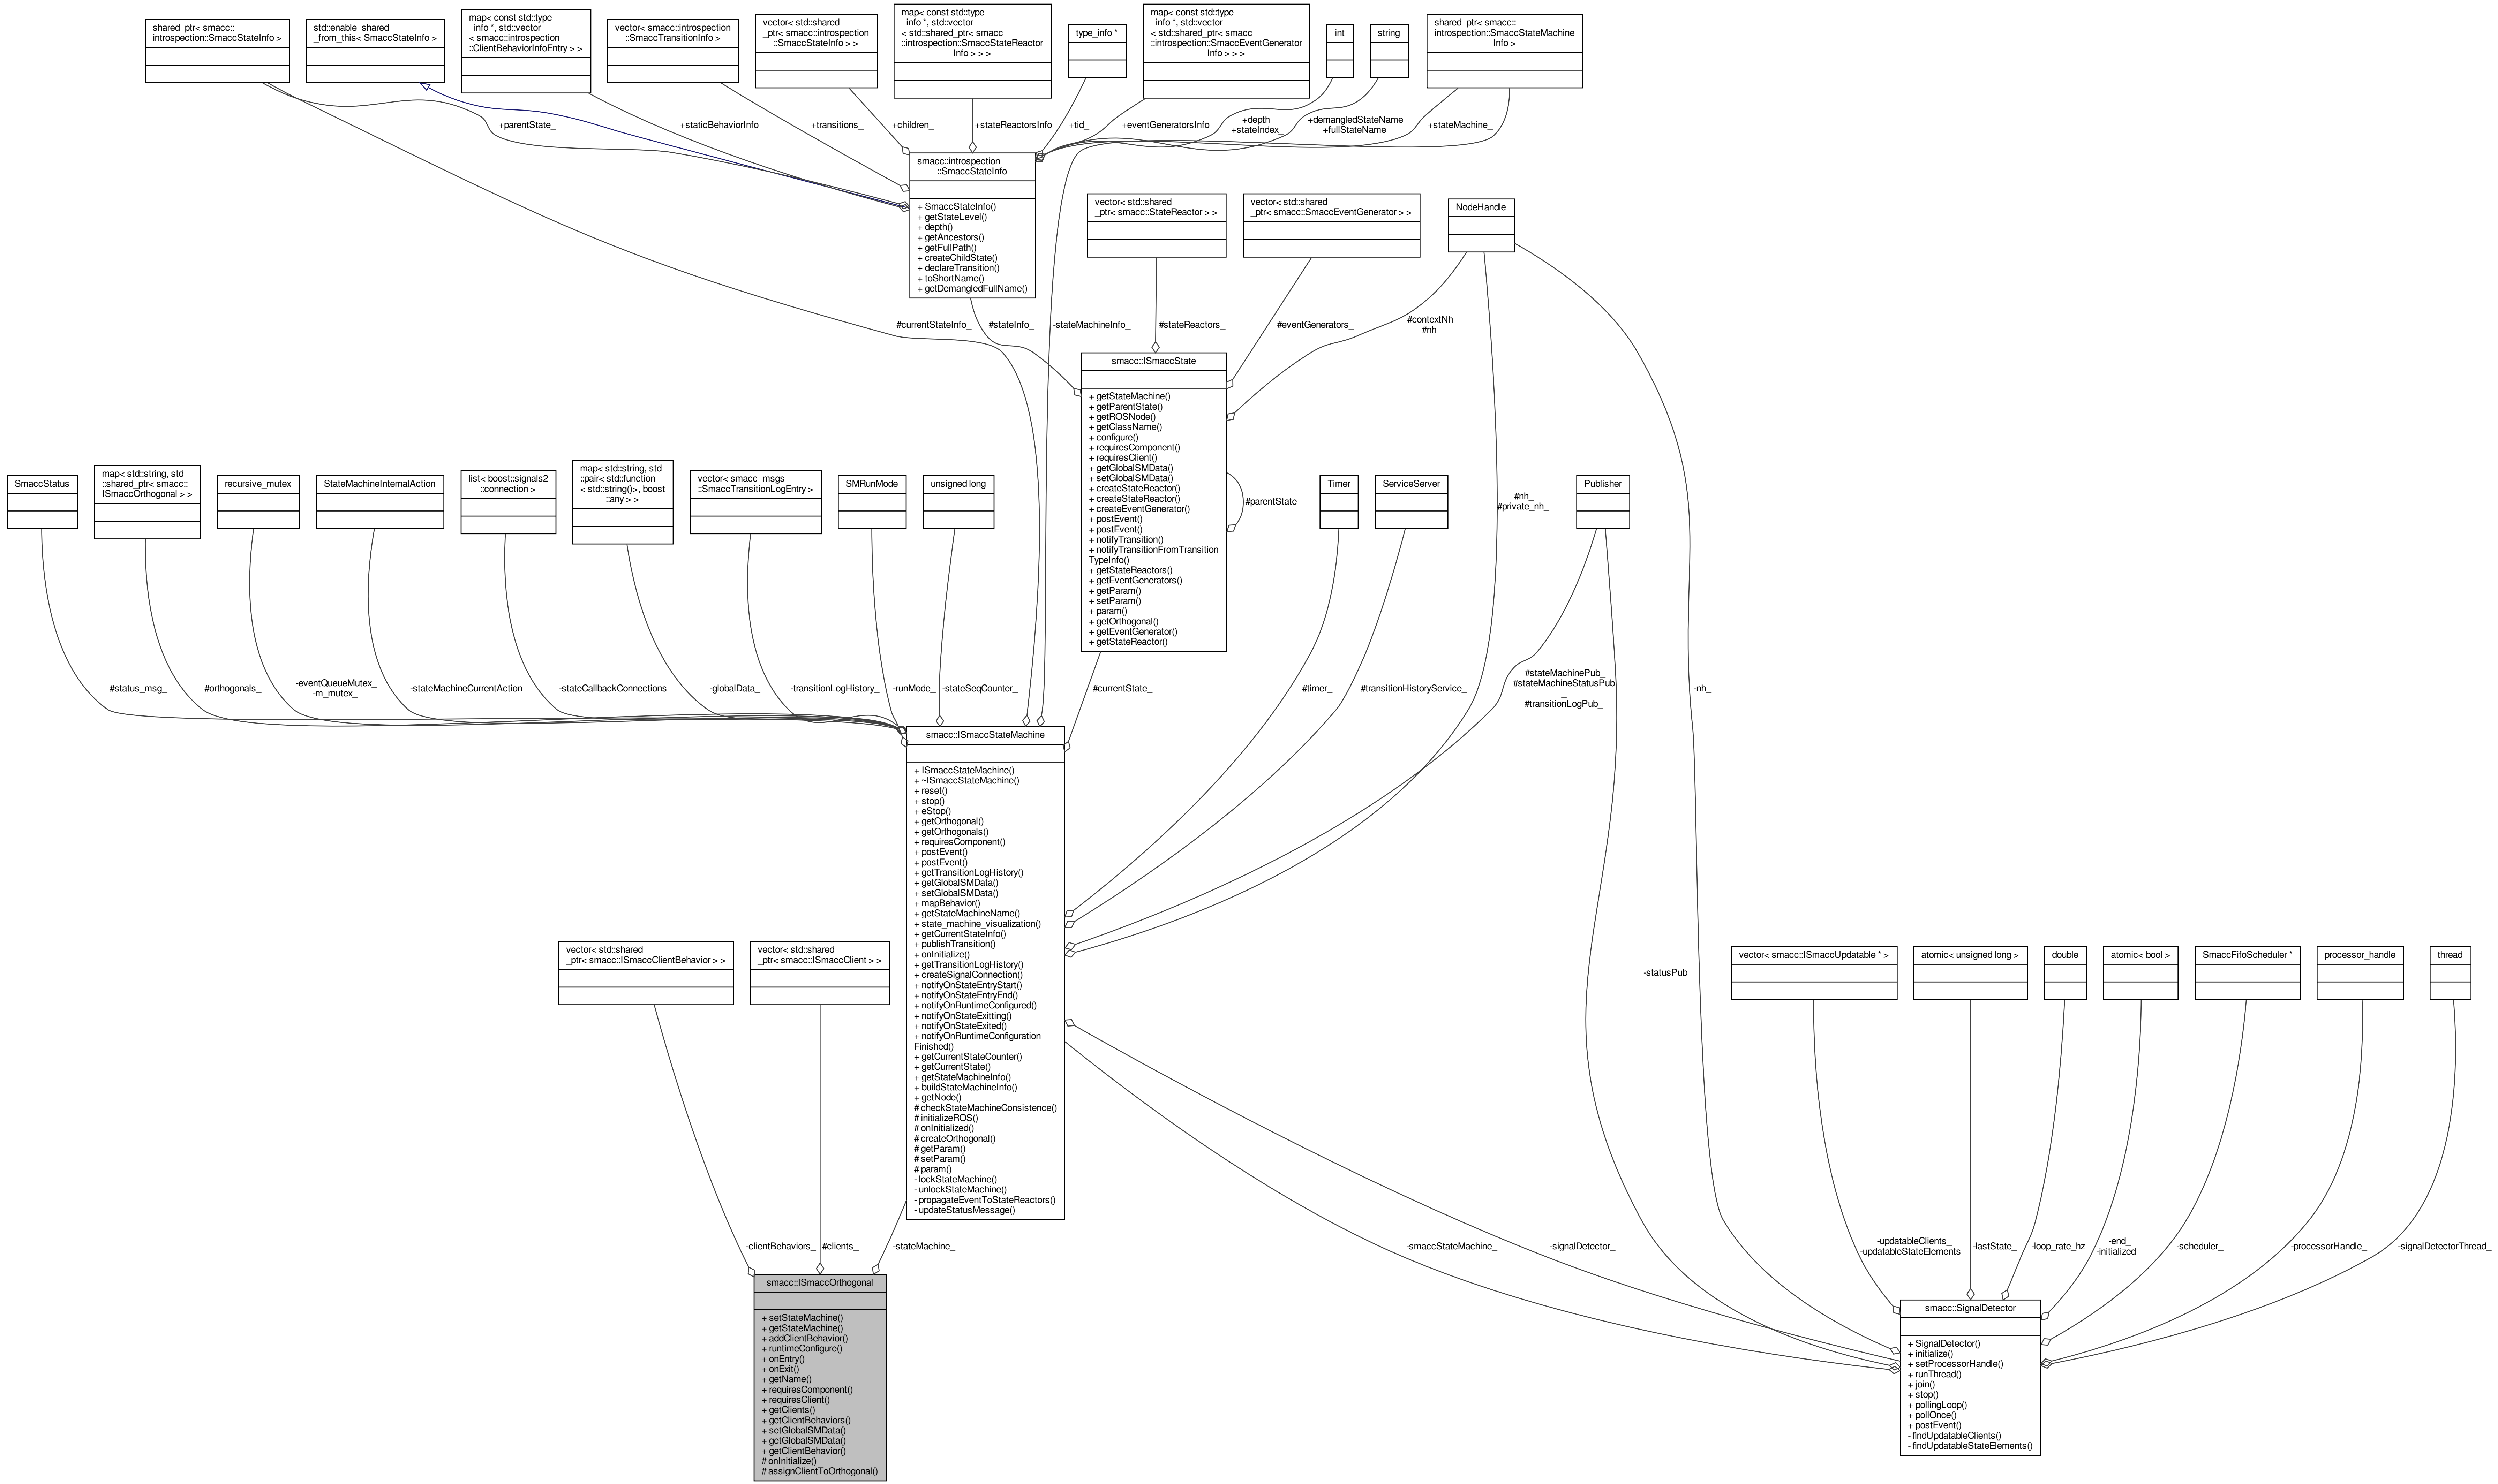 shared_ptr< smacc::
introspection::SmaccStateInfo >
std::enable_shared
_from_this< SmaccStateInfo >
map< const std::type
_info *, std::vector
< smacc::introspection
::ClientBehaviorInfoEntry > >
vector< smacc::introspection
::SmaccTransitionInfo >
vector< std::shared
_ptr< smacc::introspection
::SmaccStateInfo > >
map< const std::type
_info *, std::vector
< std::shared_ptr< smacc
::introspection::SmaccStateReactor
Info > > >
type_info *
map< const std::type
_info *, std::vector
< std::shared_ptr< smacc
::introspection::SmaccEventGenerator
Info > > >
int
string
shared_ptr< smacc::
introspection::SmaccStateMachine
Info >
+parentState_
+staticBehaviorInfo
+transitions_
+children_
+stateReactorsInfo
+tid_
+eventGeneratorsInfo
+depth_
+stateIndex_
+demangledStateName
+fullStateName
+stateMachine_
smacc::introspection
::SmaccStateInfo
+ SmaccStateInfo()
+ getStateLevel()
+ depth()
+ getAncestors()
+ getFullPath()
+ createChildState()
+ declareTransition()
+ toShortName()
+ getDemangledFullName()
vector< std::shared
_ptr< smacc::StateReactor > >
vector< std::shared
_ptr< smacc::SmaccEventGenerator > >
NodeHandle
#currentStateInfo_
#stateInfo_
-stateMachineInfo_
#stateReactors_
#eventGenerators_
#contextNh
#nh
smacc::ISmaccState
+ getStateMachine()
+ getParentState()
+ getROSNode()
+ getClassName()
+ configure()
+ requiresComponent()
+ requiresClient()
+ getGlobalSMData()
+ setGlobalSMData()
+ createStateReactor()
+ createStateReactor()
+ createEventGenerator()
+ postEvent()
+ postEvent()
+ notifyTransition()
+ notifyTransitionFromTransition
TypeInfo()
+ getStateReactors()
+ getEventGenerators()
+ getParam()
+ setParam()
+ param()
+ getOrthogonal()
+ getEventGenerator()
+ getStateReactor()
#parentState_
SmaccStatus
map< std::string, std
::shared_ptr< smacc::
ISmaccOrthogonal > >
recursive_mutex
StateMachineInternalAction
list< boost::signals2
::connection >
map< std::string, std
::pair< std::function
< std::string()>, boost
::any > >
vector< smacc_msgs
::SmaccTransitionLogEntry >
SMRunMode
unsigned long
Timer
ServiceServer
#nh_
#private_nh_
Publisher
#status_msg_
#orthogonals_
-eventQueueMutex_
-m_mutex_
-stateMachineCurrentAction
-stateCallbackConnections
-globalData_
-transitionLogHistory_
-runMode_
-stateSeqCounter_
#currentState_
#timer_
#transitionHistoryService_
#stateMachinePub_
#stateMachineStatusPub
_
#transitionLogPub_
-nh_
smacc::ISmaccStateMachine
+ ISmaccStateMachine()
+ ~ISmaccStateMachine()
+ reset()
+ stop()
+ eStop()
+ getOrthogonal()
+ getOrthogonals()
+ requiresComponent()
+ postEvent()
+ postEvent()
+ getTransitionLogHistory()
+ getGlobalSMData()
+ setGlobalSMData()
+ mapBehavior()
+ getStateMachineName()
+ state_machine_visualization()
+ getCurrentStateInfo()
+ publishTransition()
+ onInitialize()
+ getTransitionLogHistory()
+ createSignalConnection()
+ notifyOnStateEntryStart()
+ notifyOnStateEntryEnd()
+ notifyOnRuntimeConfigured()
+ notifyOnStateExitting()
+ notifyOnStateExited()
+ notifyOnRuntimeConfiguration
Finished()
+ getCurrentStateCounter()
+ getCurrentState()
+ getStateMachineInfo()
+ buildStateMachineInfo()
+ getNode()
# checkStateMachineConsistence()
# initializeROS()
# onInitialized()
# createOrthogonal()
# getParam()
# setParam()
# param()
- lockStateMachine()
- unlockStateMachine()
- propagateEventToStateReactors()
- updateStatusMessage()
vector< std::shared
_ptr< smacc::ISmaccClientBehavior > >
vector< std::shared
_ptr< smacc::ISmaccClient > >
-statusPub_
vector< smacc::ISmaccUpdatable * >
atomic< unsigned long >
double
atomic< bool >
SmaccFifoScheduler *
processor_handle
thread
-clientBehaviors_
#clients_
-stateMachine_
-smaccStateMachine_
-signalDetector_
-updatableClients_
-updatableStateElements_
-lastState_
-loop_rate_hz
-end_
-initialized_
-scheduler_
-processorHandle_
-signalDetectorThread_
smacc::ISmaccOrthogonal
+ setStateMachine()
+ getStateMachine()
+ addClientBehavior()
+ runtimeConfigure()
+ onEntry()
+ onExit()
+ getName()
+ requiresComponent()
+ requiresClient()
+ getClients()
+ getClientBehaviors()
+ setGlobalSMData()
+ getGlobalSMData()
+ getClientBehavior()
# onInitialize()
# assignClientToOrthogonal()
smacc::SignalDetector
+ SignalDetector()
+ initialize()
+ setProcessorHandle()
+ runThread()
+ join()
+ stop()
+ pollingLoop()
+ pollOnce()
+ postEvent()
- findUpdatableClients()
- findUpdatableStateElements()